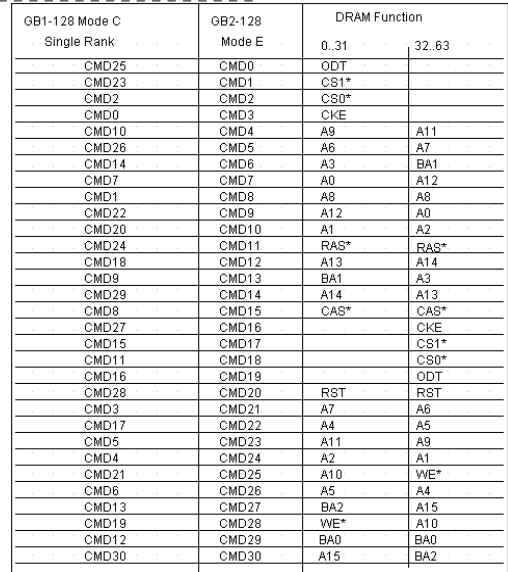 GB1-128 Mode C GB2-128 DRAM Function
Single Rank Mode E 0..31 32..63
CMD25 CMD0 ODT
CMD23 CMD1 CS1*
CMD2 CMD2 CS0*
CMD0 CMD3 CKE
CMD10 CMD4 A9 A11
CMD26 CMD5 A6 A7
CMD14 CMD6 A3 BA1
CMD7 CMD7 A0 A12
CMD1 CMD8 A8 A8
CMD22 CMD9 A12 A0
CMD20 CMD10 A1 A2
CMD24 CMD11 RAS* RAS*
CMD18 CMD12 A13 A14
CMD9 CMD13 BA1 A3
CMD29 CMD14 A14 A13
CMD8 CMD15 CAS* CAS*
CMD27 CMD16 CKE
CMD15 CMD17 CS1*
CMD11 CMD18 CS0*
CMD16 CMD19 ODT
CMD28 CMD20 RST RST
CMD3 CMD21 A7 A6
CMD17 CMD22 A4 A5
CMD5 CMD23 A11 A9
CMD4 CMD24 A2 A1
CMD21 CMD25 A10 WE*
CMD6 CMD26 A5 A4
CMD13 CMD27 BA2 A15
CMD19 CMD28 WE* A10
CMD12 CMD29 BA0 BA0
CMD30 CMD30 A15 BA2